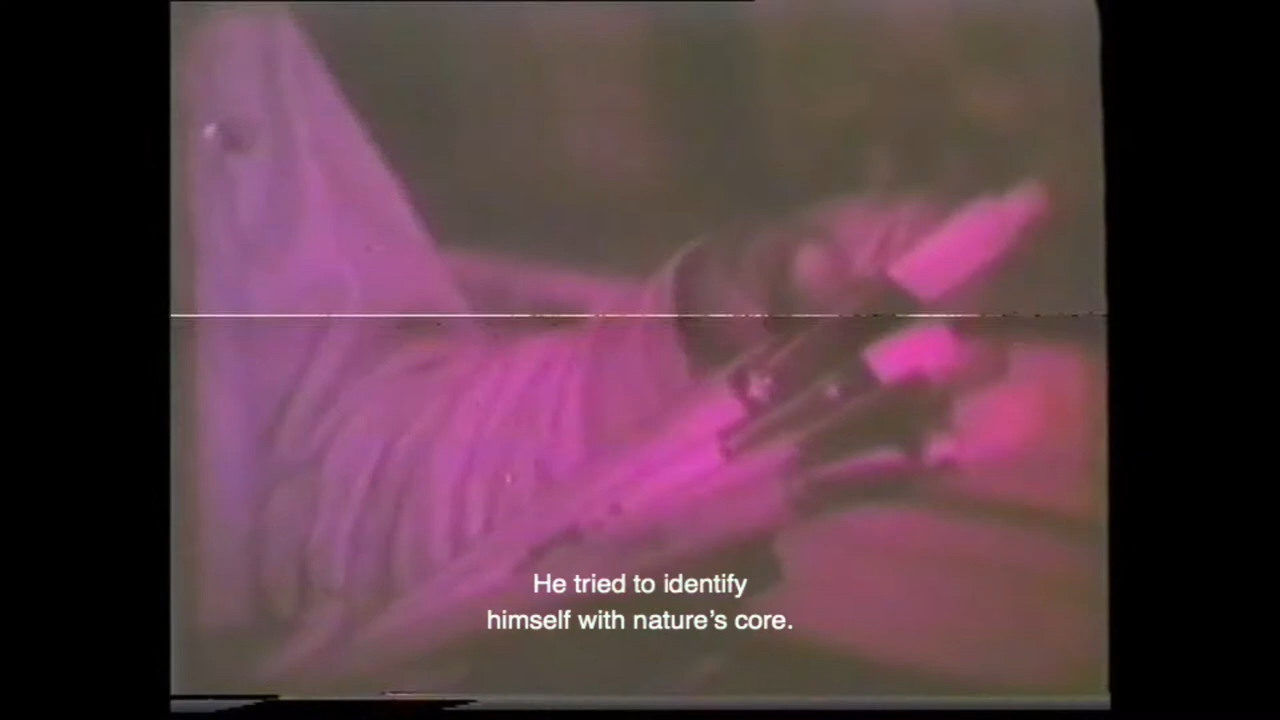 He tried to identify
himself with nature’s core.